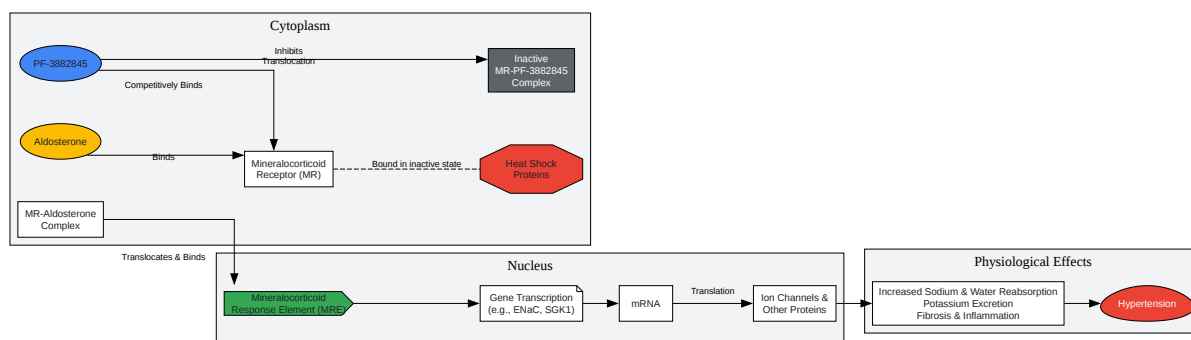 Cytoplasm
PF-3882845
Inhibits
Translocation
Inactive
MR-PF-3882845
Complex
Competitively Binds
Aldosterone
Binds
Mineralocorticoid
Receptor (MR)
Bound in inactive state
Heat Shock
Proteins
MR-Aldosterone
Complex
Translocates & Binds
Nucleus
Mineralocorticoid
Response Element (MRE)
Gene Transcription
(e.g., ENaC, SGK1)
mRNA
Translation
Ion Channels &
Other Proteins
Physiological Effects
Increased Sodium & Water Reabsorption
Potassium Excretion
Fibrosis & Inflammation
Hypertension